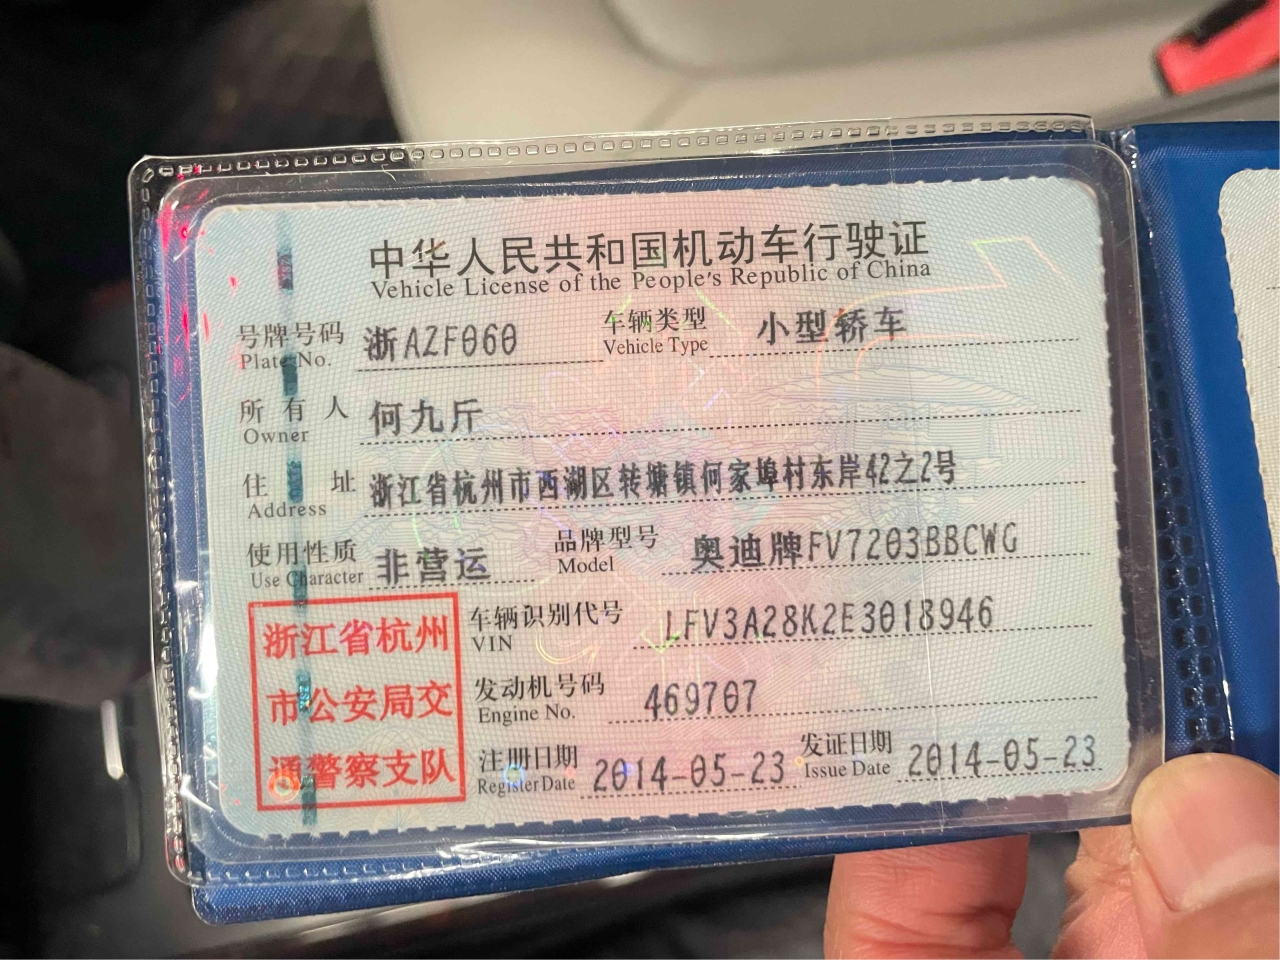 中华人民共和国机动车行驶证
Vehicle License of the People's Republic of China
号牌号码 浙AZF060 车辆类型 小型轿车
Plate No. Vehicle Type
所有人 何九斤
Owner
住址 浙江省杭州市西湖区转塘镇何家埠村东岸42之2号
Address
使用性质 非营运 品牌型号 奥迪牌FV7203BBCWG
Use Character Model
浙江省杭州
市公安局交
通警察支队
车辆识别代号 LFV3A28K2E3018946
VIN
发动机号码 469707
Engine No.
注册日期 2014-05-23 发证日期 2014-05-23
Register Date Issue Date